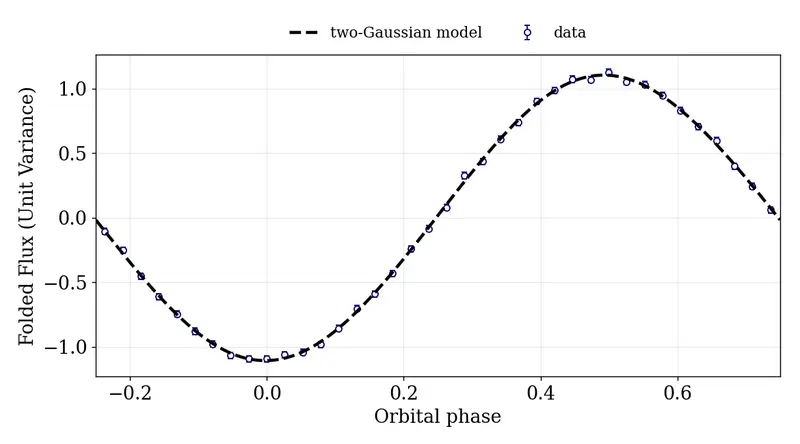 two-Gaussian model data
Folded Flux (Unit Variance)
1.0
0.5
0.0
−0.5
−1.0
−0.2 0.0 0.2 0.4 0.6
Orbital phase